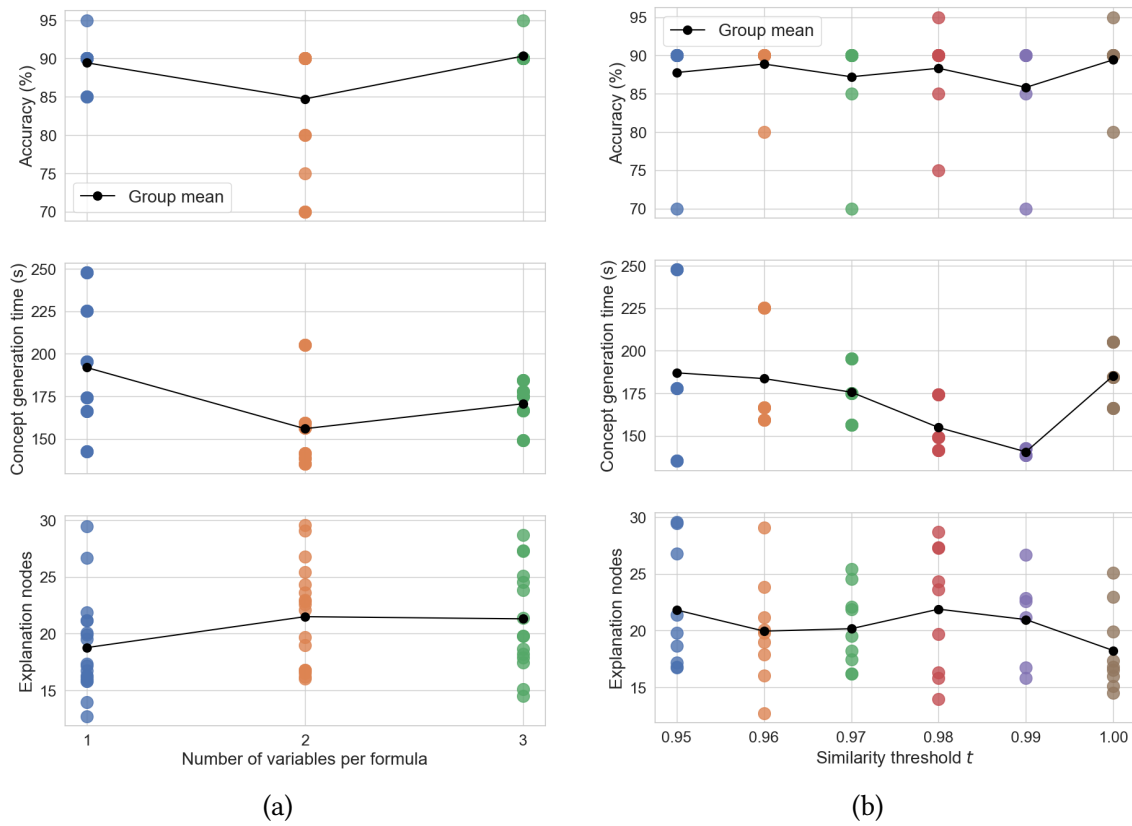 95
90
85
80
75
70
Accuracy (%)
Group mean
250
225
200
175
150
Concept generation time (s)
30
25
20
15
Explanation nodes
1 2 3
Number of variables per formula
(a)
95
90
85
80
75
70
Accuracy (%)
Group mean
250
225
200
175
150
Concept generation time (s)
30
25
20
15
Explanation nodes
0.95 0.96 0.97 0.98 0.99 1.00
Similarity threshold t
(b)